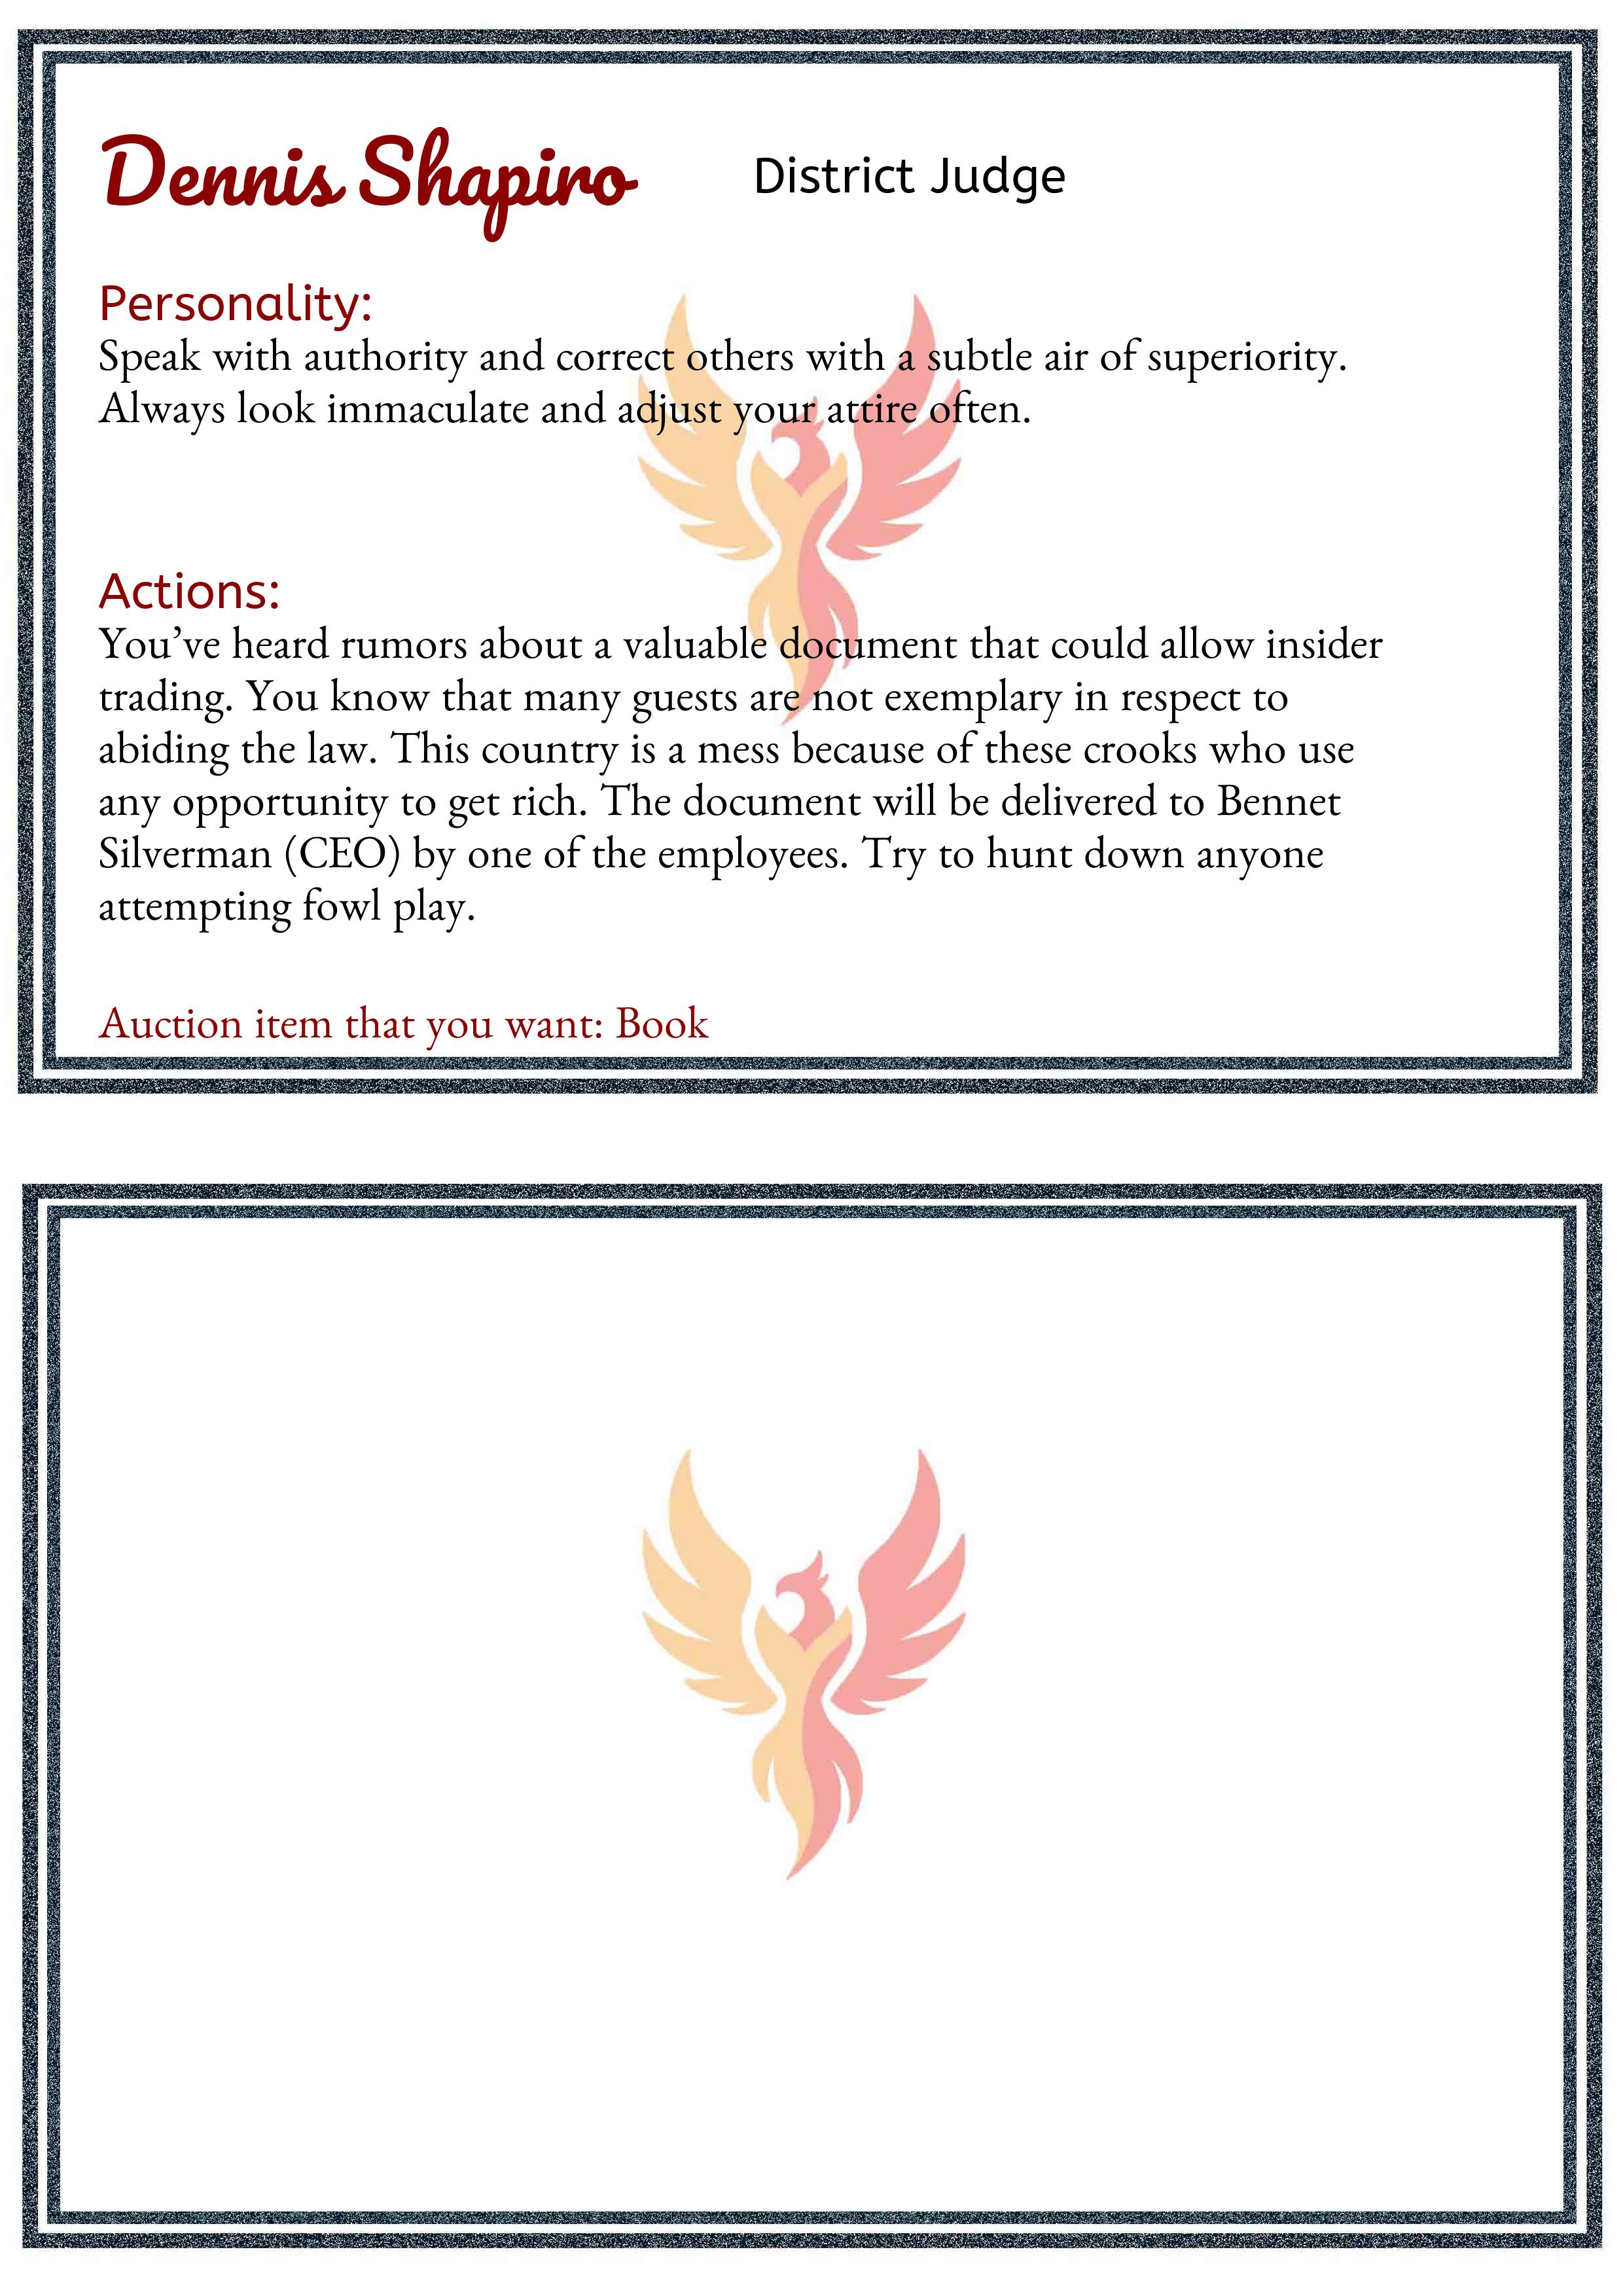 Dennis Shapiro District Judge
Personality:
Speak with authority and correct others with a subtle air of superiority.
Always look immaculate and adjust your attire often.
Actions:
You’ve heard rumors about a valuable document that could allow insider
trading. You know that many guests are not exemplary in respect to
abiding the law. This country is a mess because of these crooks who use
any opportunity to get rich. The document will be delivered to Bennet
Silverman (CEO) by one of the employees. Try to hunt down anyone
attempting fowl play.
Auction item that you want: Book